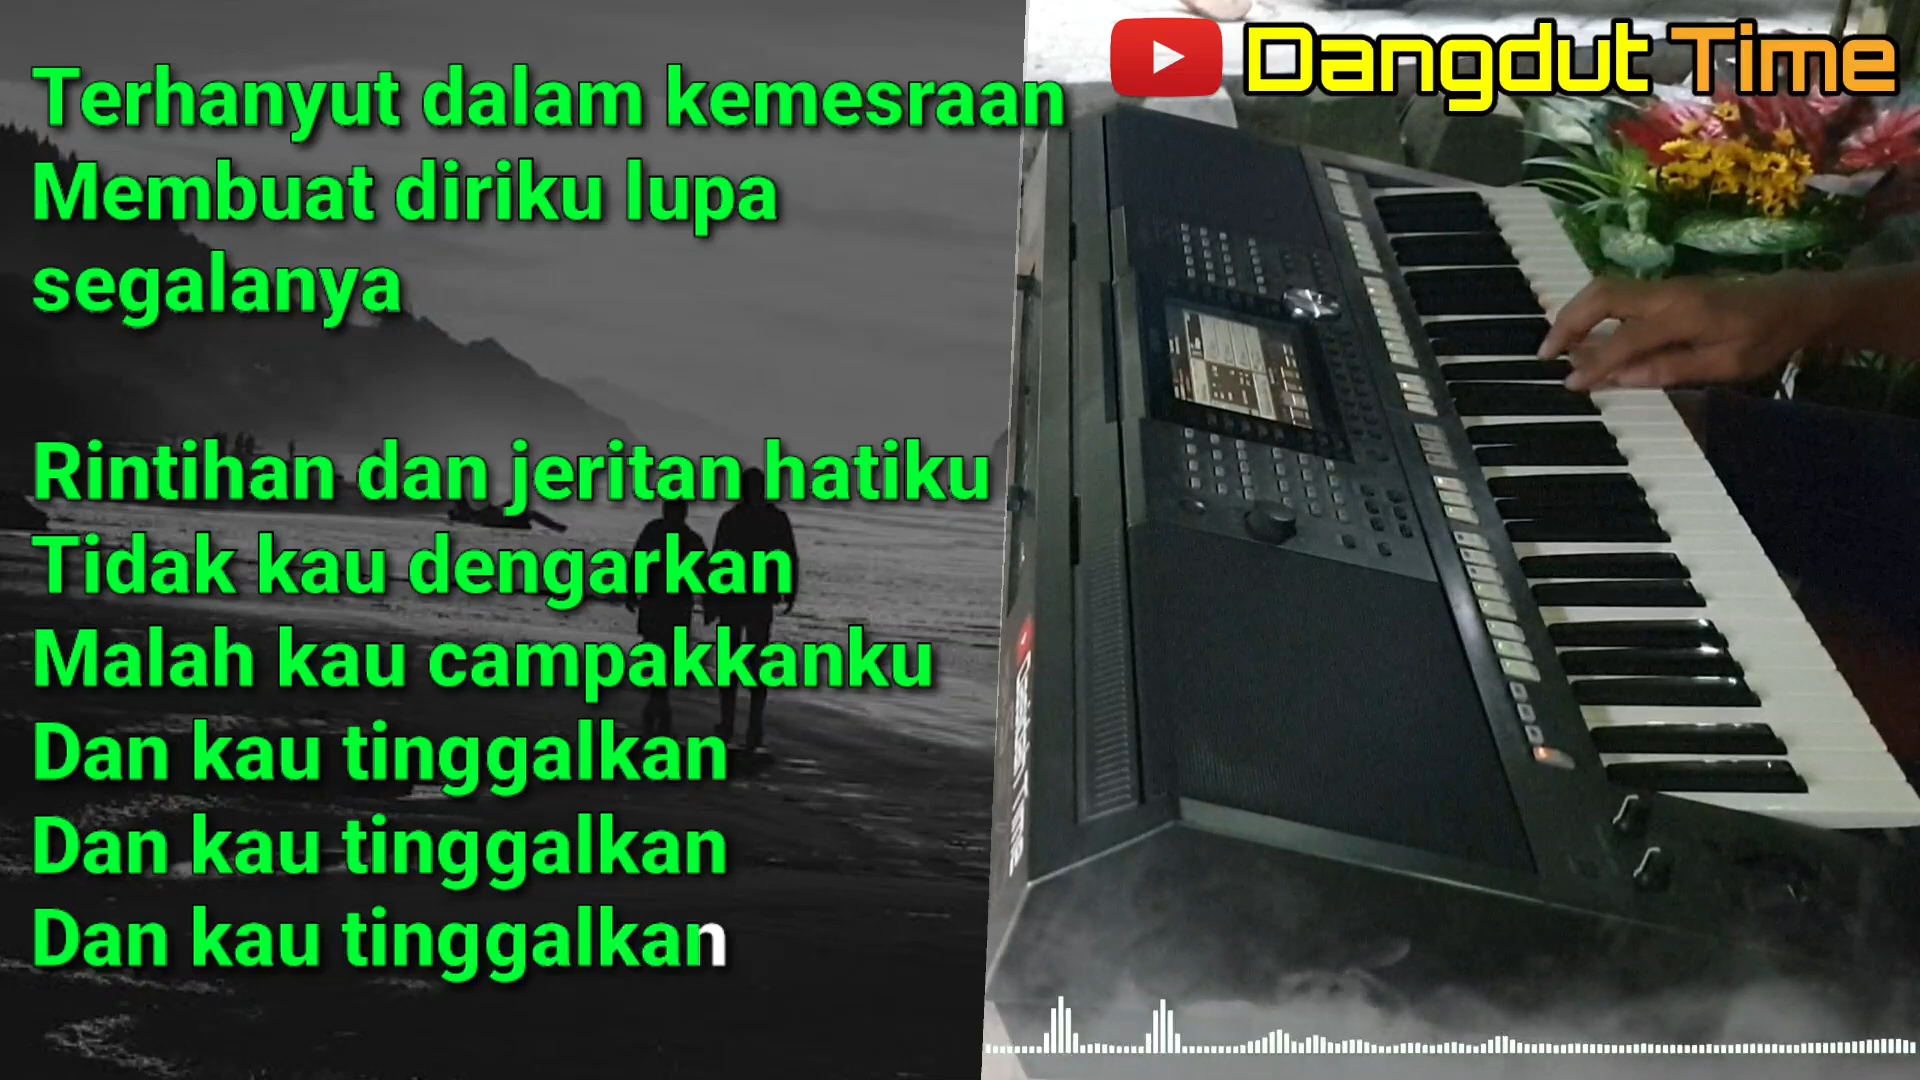 Dangdut Time
Terhanyut dalam kemesraan
Membuat diriku lupa
segalanya
Rintihan dan jeritan hatiku
Tidak kau dengarkan
Malah kau campakkanku
Dan kau tinggalkan
Dan kau tinggalkan
Dan kau tinggalkan